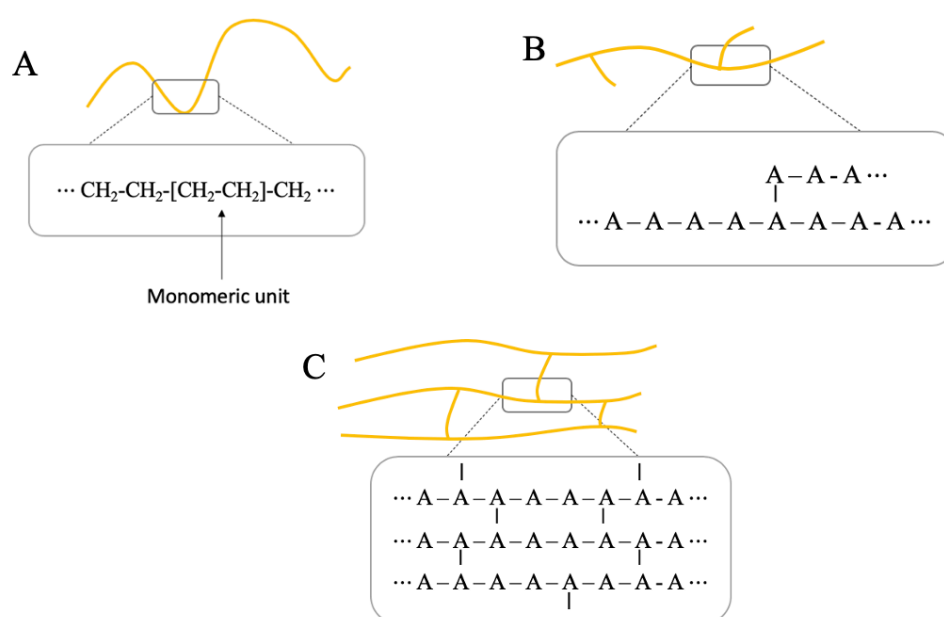 A
··· CH₂-CH₂-[CH₂-CH₂]-CH₂ ···
Monomeric unit
B
A – A - A ···
··· A – A – A – A – A – A – A - A ···
C
··· A – A – A – A – A – A – A - A ···
··· A – A – A – A – A – A – A - A ···
··· A – A – A – A – A – A – A - A ···